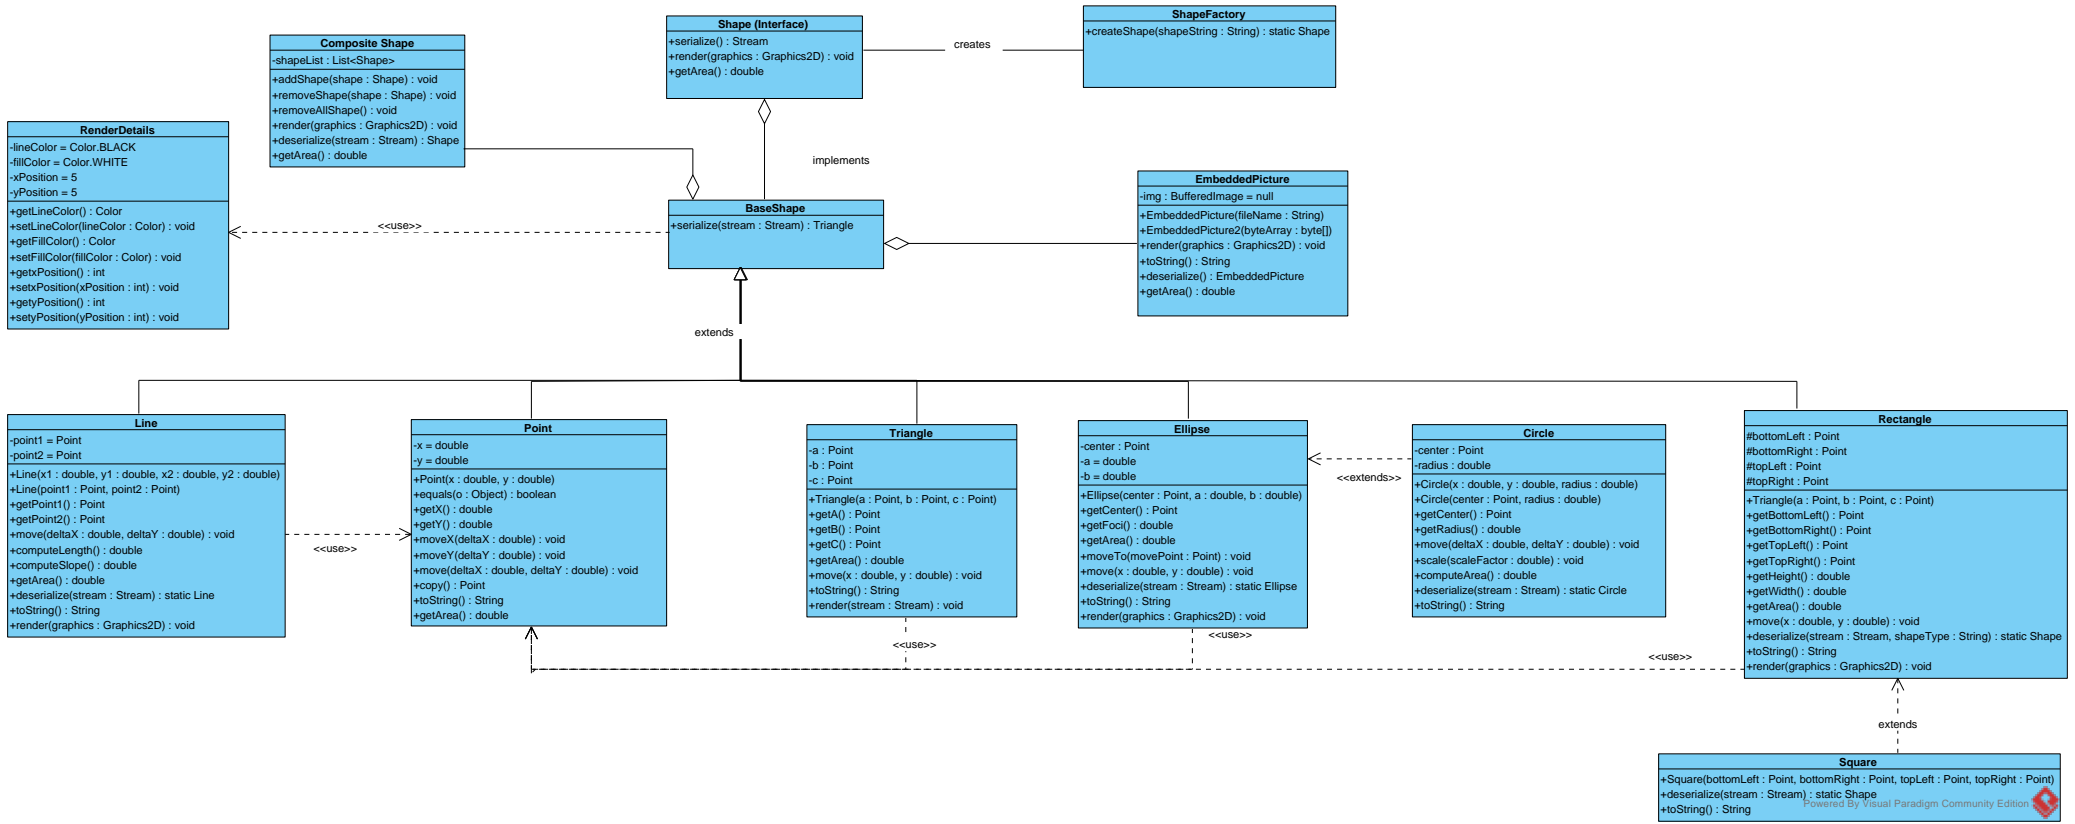 Shape (Interface)
+serialize() : Stream
+render(graphics : Graphics2D) : void
+getArea() : double
creates
ShapeFactory
+createShape(shapeString : String) : static Shape
Composite Shape
-shapeList : List<Shape>
+addShape(shape : Shape) : void
+removeShape(shape : Shape) : void
+removeAllShape() : void
+render(graphics : Graphics2D) : void
+deserialize(stream : Stream) : Shape
+getArea() : double
RenderDetails
-lineColor = Color.BLACK
-fillColor = Color.WHITE
-xPosition = 5
-yPosition = 5
+getLineColor() : Color
+setLineColor(lineColor : Color) : void
+getFillColor() : Color
+setFillColor(fillColor : Color) : void
+getxPosition() : int
+setxPosition(xPosition : int) : void
+getyPosition() : int
+setyPosition(yPosition : int) : void
<<use>>
implements
BaseShape
+serialize(stream : Stream) : Triangle
EmbeddedPicture
-img : BufferedImage = null
+EmbeddedPicture(fileName : String)
+EmbeddedPicture2(byteArray : byte[])
+render(graphics : Graphics2D) : void
+toString() : String
+deserialize() : EmbeddedPicture
+getArea() : double
extends
Line
-point1 = Point
-point2 = Point
+Line(x1 : double, y1 : double, x2 : double, y2 : double)
+Line(point1 : Point, point2 : Point)
+getPoint1() : Point
+getPoint2() : Point
+move(deltaX : double, deltaY : double) : void
+computeLength() : double
+computeSlope() : double
+getArea() : double
+deserialize(stream : Stream) : static Line
+toString() : String
+render(graphics : Graphics2D) : void
<<use>>
Point
-x = double
-y = double
+Point(x : double, y : double)
+equals(o : Object) : boolean
+getX() : double
+getY() : double
+moveX(deltaX : double) : void
+moveY(deltaY : double) : void
+move(deltaX : double, deltaY : double) : void
+copy() : Point
+toString() : String
+getArea() : double
Triangle
-a : Point
-b : Point
-c : Point
+Triangle(a : Point, b : Point, c : Point)
+getA() : Point
+getB() : Point
+getC() : Point
+getArea() : double
+move(x : double, y : double) : void
+toString() : String
+render(stream : Stream) : void
<<use>>
Ellipse
-center : Point
-a = double
-b = double
+Ellipse(center : Point, a : double, b : double)
+getCenter() : Point
+getFoci() : double
+getArea() : double
+moveTo(movePoint : Point) : void
+move(x : double, y : double) : void
+deserialize(stream : Stream) : static Ellipse
+toString() : String
+render(graphics : Graphics2D) : void
<<use>>
<<extends>>
Circle
-center : Point
-radius : double
+Circle(x : double, y : double, radius : double)
+Circle(center : Point, radius : double)
+getCenter() : Point
+getRadius() : double
+move(deltaX : double, deltaY : double) : void
+scale(scaleFactor : double) : void
+computeArea() : double
+deserialize(stream : Stream) : static Circle
+toString() : String
<<use>>
Rectangle
#bottomLeft : Point
#bottomRight : Point
#topLeft : Point
#topRight : Point
+Triangle(a : Point, b : Point, c : Point)
+getBottomLeft() : Point
+getBottomRight() : Point
+getTopLeft() : Point
+getTopRight() : Point
+getHeight() : double
+getWidth() : double
+getArea() : double
+move(x : double, y : double) : void
+deserialize(stream : Stream, shapeType : String) : static Shape
+toString() : String
+render(graphics : Graphics2D) : void
extends
Square
+Square(bottomLeft : Point, bottomRight : Point, topLeft : Point, topRight : Point)
+deserialize(stream : Stream) : static Shape
+toString() : String
Powered By Visual Paradigm Community Edition